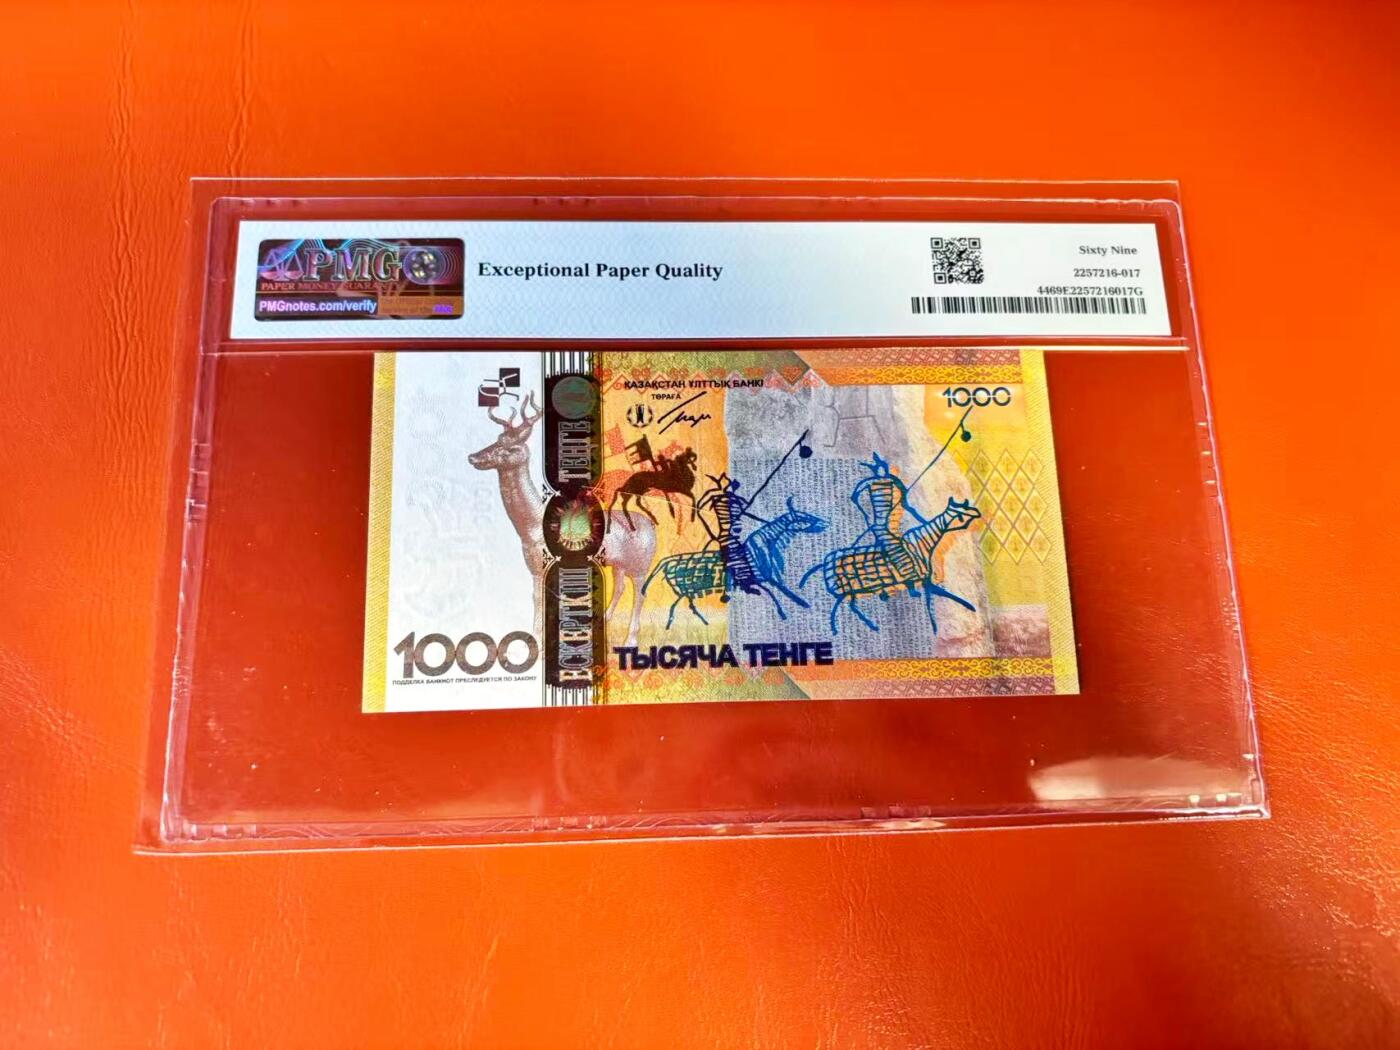 PMG
PAPER MONEY GUARANTY
PMGnotes.com/verify
Exceptional Paper Quality
Sixty Nine
2257216-017
4469E2257216017G
ҚАЗАҚСТАН ҰЛТТЫҚ БАНКІ
ТӨРАҒА
1000
ТЕҢГЕ
ЕСКЕРТКІШ
1000
ПОДДЕЛКА БАНКНОТ ПРЕСЛЕДУЕТСЯ ПО ЗАКОНУ
ТЫСЯЧА ТЕНГЕ